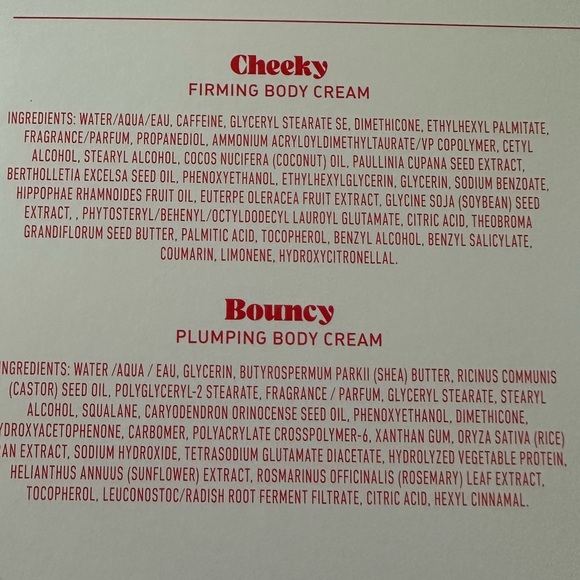 Cheeky
FIRMING BODY CREAM
INGREDIENTS: WATER/AQUA/EAU, CAFFEINE, GLYCERYL STEARATE SE, DIMETHICONE, ETHYLHEXYL PALMITATE,
FRAGRANCE/PARFUM, PROPANEDIOL, AMMONIUM ACRYLOYLDIMETHYLTAURATE/VP COPOLYMER, CETYL
ALCOHOL, STEARYL ALCOHOL, COCOS NUCIFERA (COCONUT) OIL, PAULLINIA CUPANA SEED EXTRACT,
BERTHOLLETIA EXCELSA SEED OIL, PHENOXYETHANOL, ETHYLHEXYLGLYCERIN, GLYCERIN, SODIUM BENZOATE,
HIPPOPHAE RHAMNOIDES FRUIT OIL, EUTERPE OLERACEA FRUIT EXTRACT, GLYCINE SOJA (SOYBEAN) SEED
EXTRACT, , PHYTOSTERYL/BEHENYL/OCTYLDODECYL LAUROYL GLUTAMATE, CITRIC ACID, THEOBROMA
GRANDIFLORUM SEED BUTTER, PALMITIC ACID, TOCOPHEROL, BENZYL ALCOHOL, BENZYL SALICYLATE,
COUMARIN, LIMONENE, HYDROXYCITRONELLAL.
Bouncy
PLUMPING BODY CREAM
NGREDIENTS: WATER /AQUA / EAU, GLYCERIN, BUTYROSPERMUM PARKII (SHEA) BUTTER, RICINUS COMMUNIS
(CASTOR) SEED OIL, POLYGLYCERYL-2 STEARATE, FRAGRANCE / PARFUM, GLYCERYL STEARATE, STEARYL
ALCOHOL, SQUALANE, CARYODENDRON ORINOCENSE SEED OIL, PHENOXYETHANOL, DIMETHICONE,
YDROXYACETOPHENONE, CARBOMER, POLYACRYLATE CROSSPOLYMER-6, XANTHAN GUM, ORYZA SATIVA (RICE)
AN EXTRACT, SODIUM HYDROXIDE, TETRASODIUM GLUTAMATE DIACETATE, HYDROLYZED VEGETABLE PROTEIN,
HELIANTHUS ANNUUS (SUNFLOWER) EXTRACT, ROSMARINUS OFFICINALIS (ROSEMARY) LEAF EXTRACT,
TOCOPHEROL, LEUCONOSTOC/RADISH ROOT FERMENT FILTRATE, CITRIC ACID, HEXYL CINNAMAL.